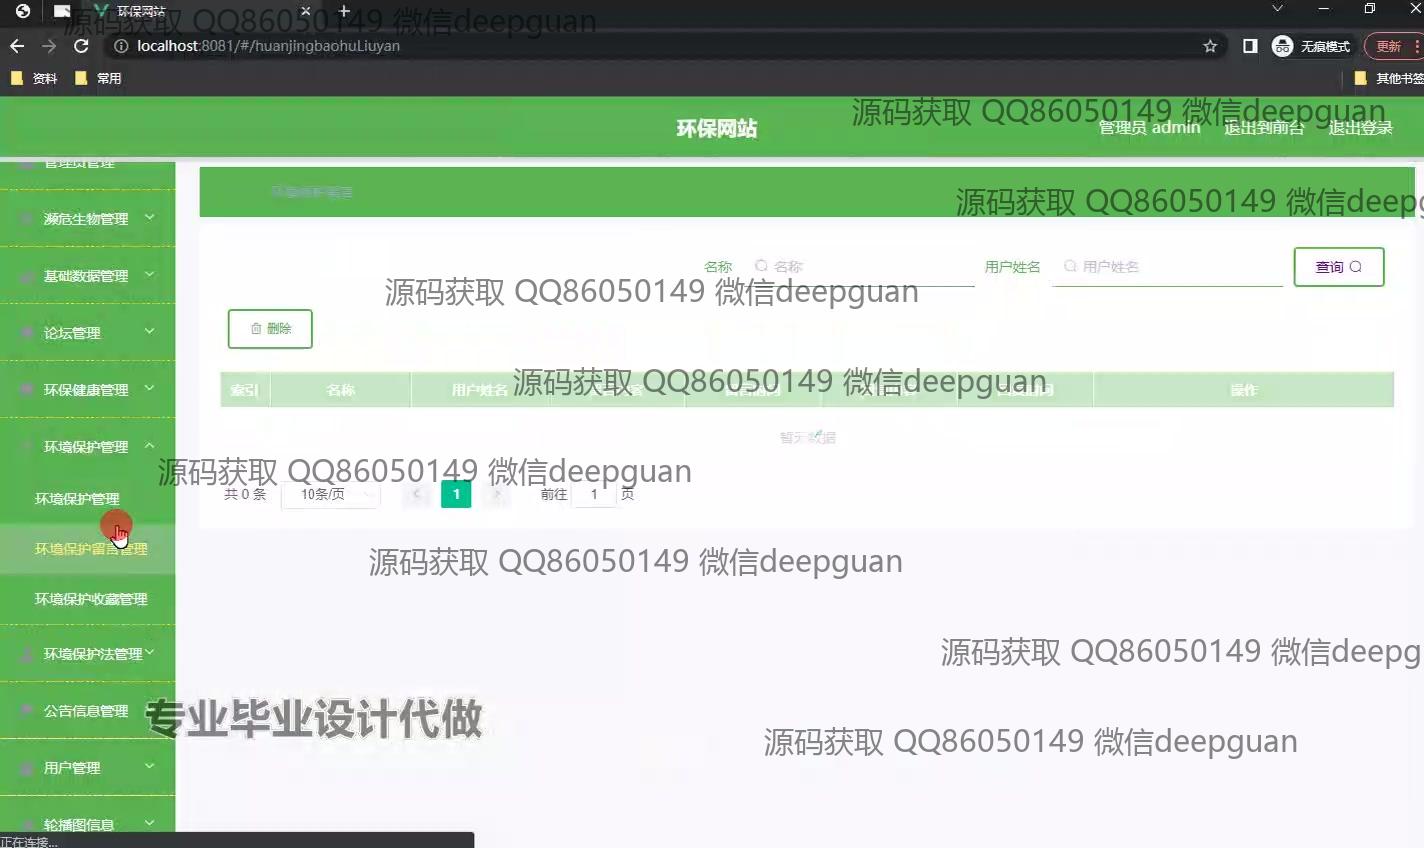 环保网站
源码获取 QQ86050149 微信deepguan
localhost:8081/#/huanjingbaohuLiuyan
无痕模式
更新
资料
常用
其他书签
环保网站
源码获取 QQ86050149 微信deepguan
管理员 admin
退出到前台
退出登录
管理员管理
濒危生物管理
基础数据管理
论坛管理
环保健康管理
环境保护管理
环境保护管理
环境保护留言管理
环境保护收藏管理
环境保护法管理
公告信息管理
用户管理
轮播图信息
环境保护留言
源码获取 QQ86050149 微信deepg
名称
名称
用户姓名
用户姓名
查询
源码获取 QQ86050149 微信deepguan
删除
索引
名称
用户姓名
操作
源码获取 QQ86050149 微信deepguan
暂无数据
源码获取 QQ86050149 微信deepguan
共 0 条
10条/页
1
前往
1
页
源码获取 QQ86050149 微信deepguan
源码获取 QQ86050149 微信deepg
专业毕业设计代做
源码获取 QQ86050149 微信deepguan
正在连接...